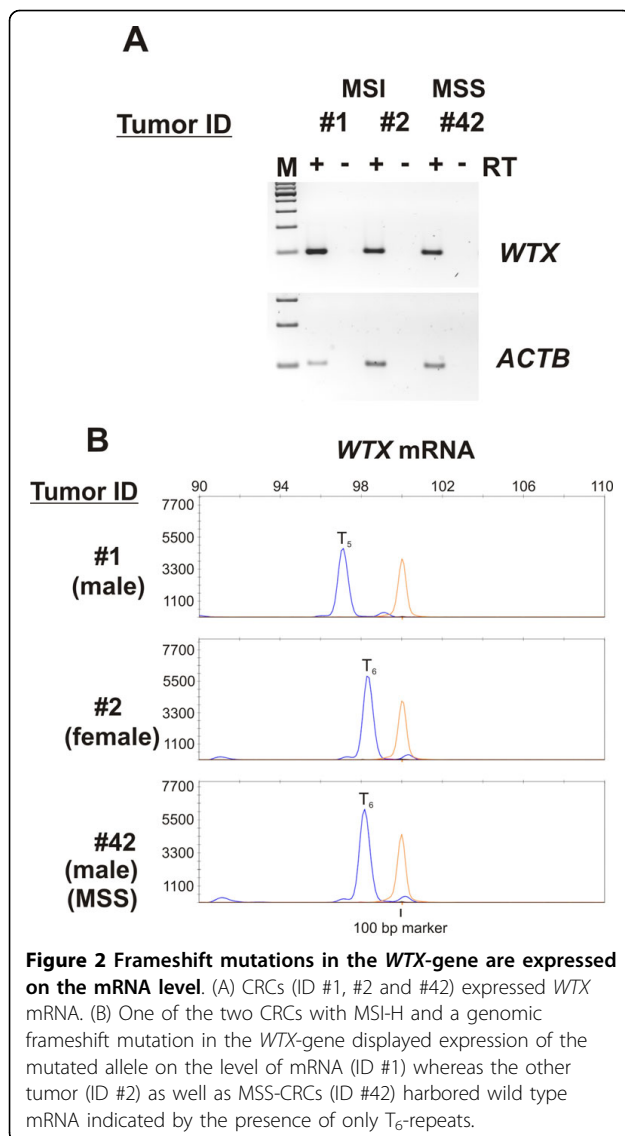 A
MSI MSS
Tumor ID #1 #2 #42
M + - + - + - RT
WTX
ACTB
B
WTX mRNA
Tumor ID
90 94 98 102 106 110
#1
(male)
7700
5500
3300
1100
T₅
#2
(female)
7700
5500
3300
1100
T₆
#42
(male)
(MSS)
7700
5500
3300
1100
T₆
100 bp marker
Figure 2 Frameshift mutations in the WTX-gene are expressed
on the mRNA level. (A) CRCs (ID #1, #2 and #42) expressed WTX
mRNA. (B) One of the two CRCs with MSI-H and a genomic
frameshift mutation in the WTX-gene displayed expression of the
mutated allele on the level of mRNA (ID #1) whereas the other
tumor (ID #2) as well as MSS-CRCs (ID #42) harbored wild type
mRNA indicated by the presence of only T₆-repeats.